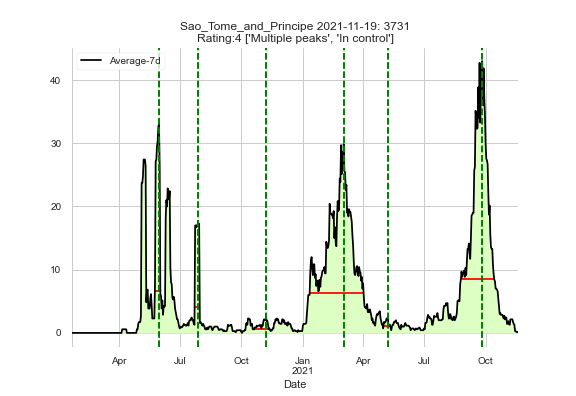 Sao_Tome_and_Principe 2021-11-19: 3731
Rating:4 ['Multiple peaks', 'In control']
Average-7d
40
30
20
10
0
Apr Jul Oct Jan Apr Jul Oct
2021
Date